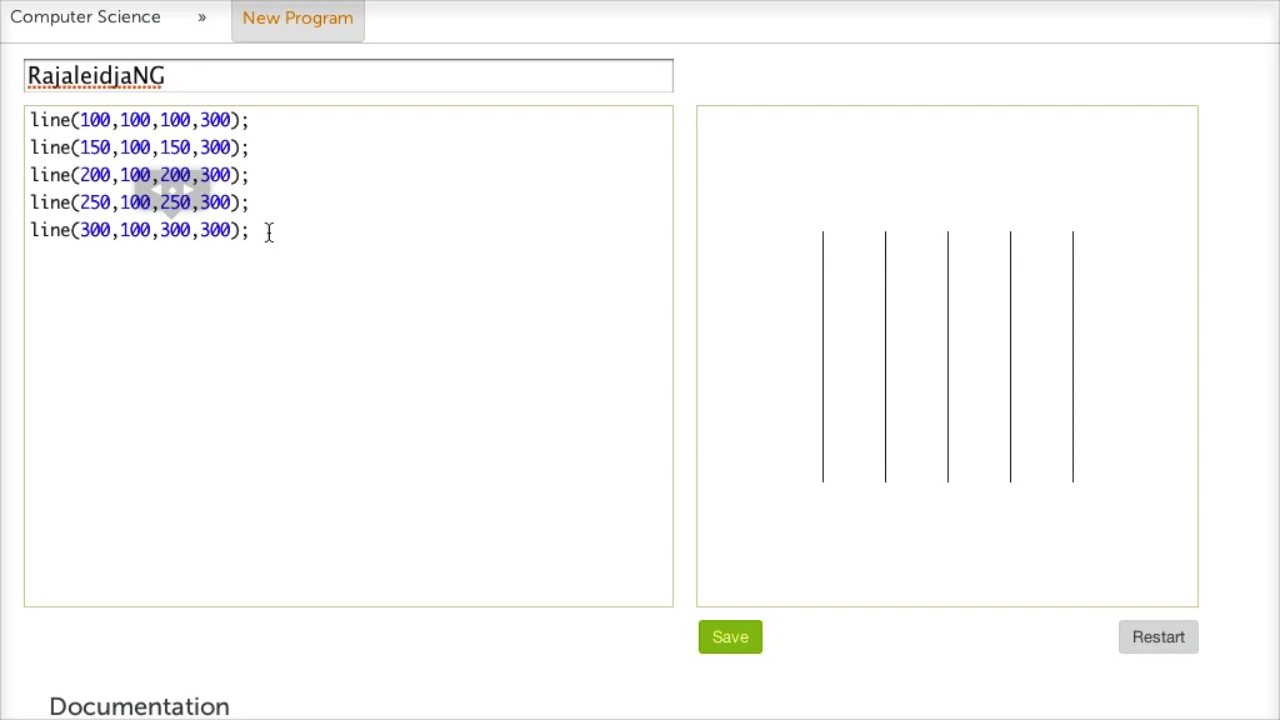 Computer Science » New Program
RajaleidjaNG
line(100,100,100,300);
line(150,100,150,300);
line(200,100,200,300);
line(250,100,250,300);
line(300,100,300,300);
Save
Restart
Documentation